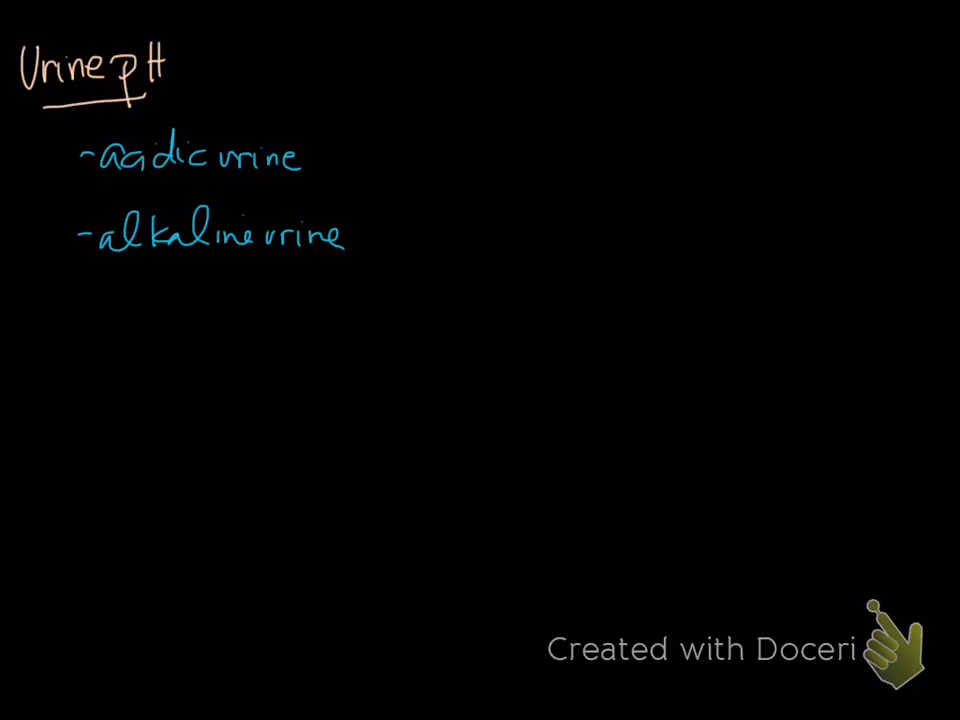 Urine pH
- acidic urine
- alkaline urine
Created with Doceri